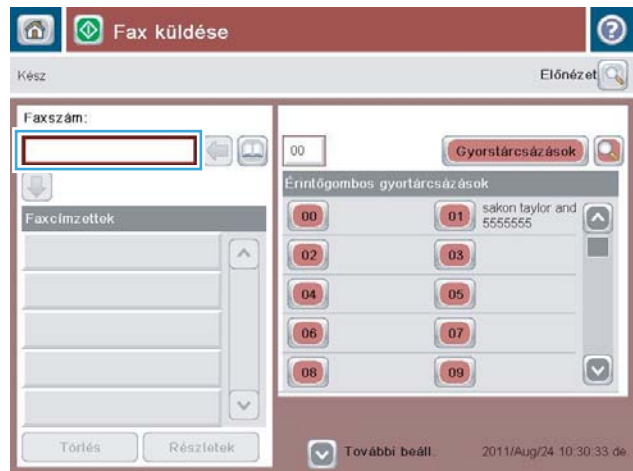 Fax küldése
Kész
Előnézet
Faxszám:
00
Gyorstárcsázások
Érintőgombos gyortárcsázások
00
01
sakon taylor and
5555555
02
03
04
05
06
07
08
09
Faxcímzettek
Törlés
Részletek
További beáll.
2011/Aug/24 10:30:33 de.